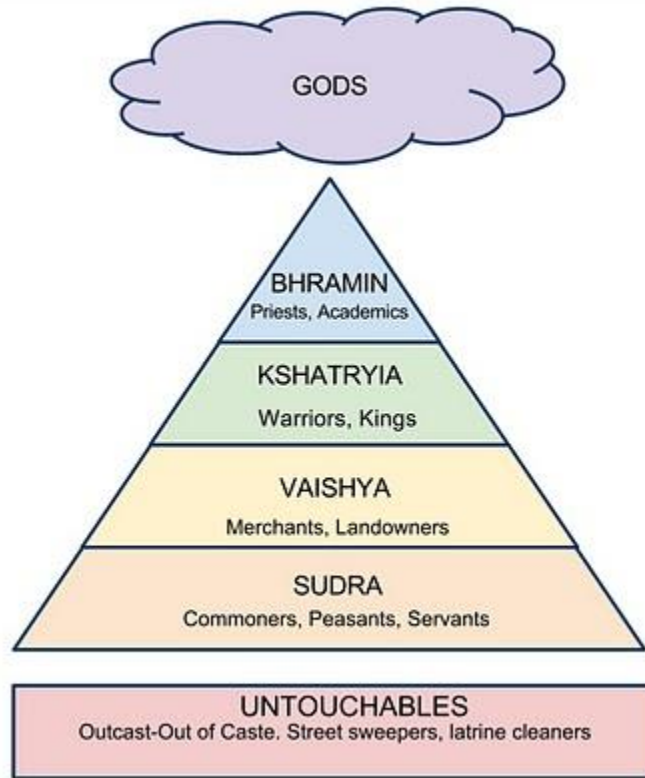 GODS
BHRAMIN
Priests, Academics
KSHATRYIA
Warriors, Kings
VAISHYA
Merchants, Landowners
SUDRA
Commoners, Peasants, Servants
UNTOUCHABLES
Outcast-Out of Caste. Street sweepers, latrine cleaners